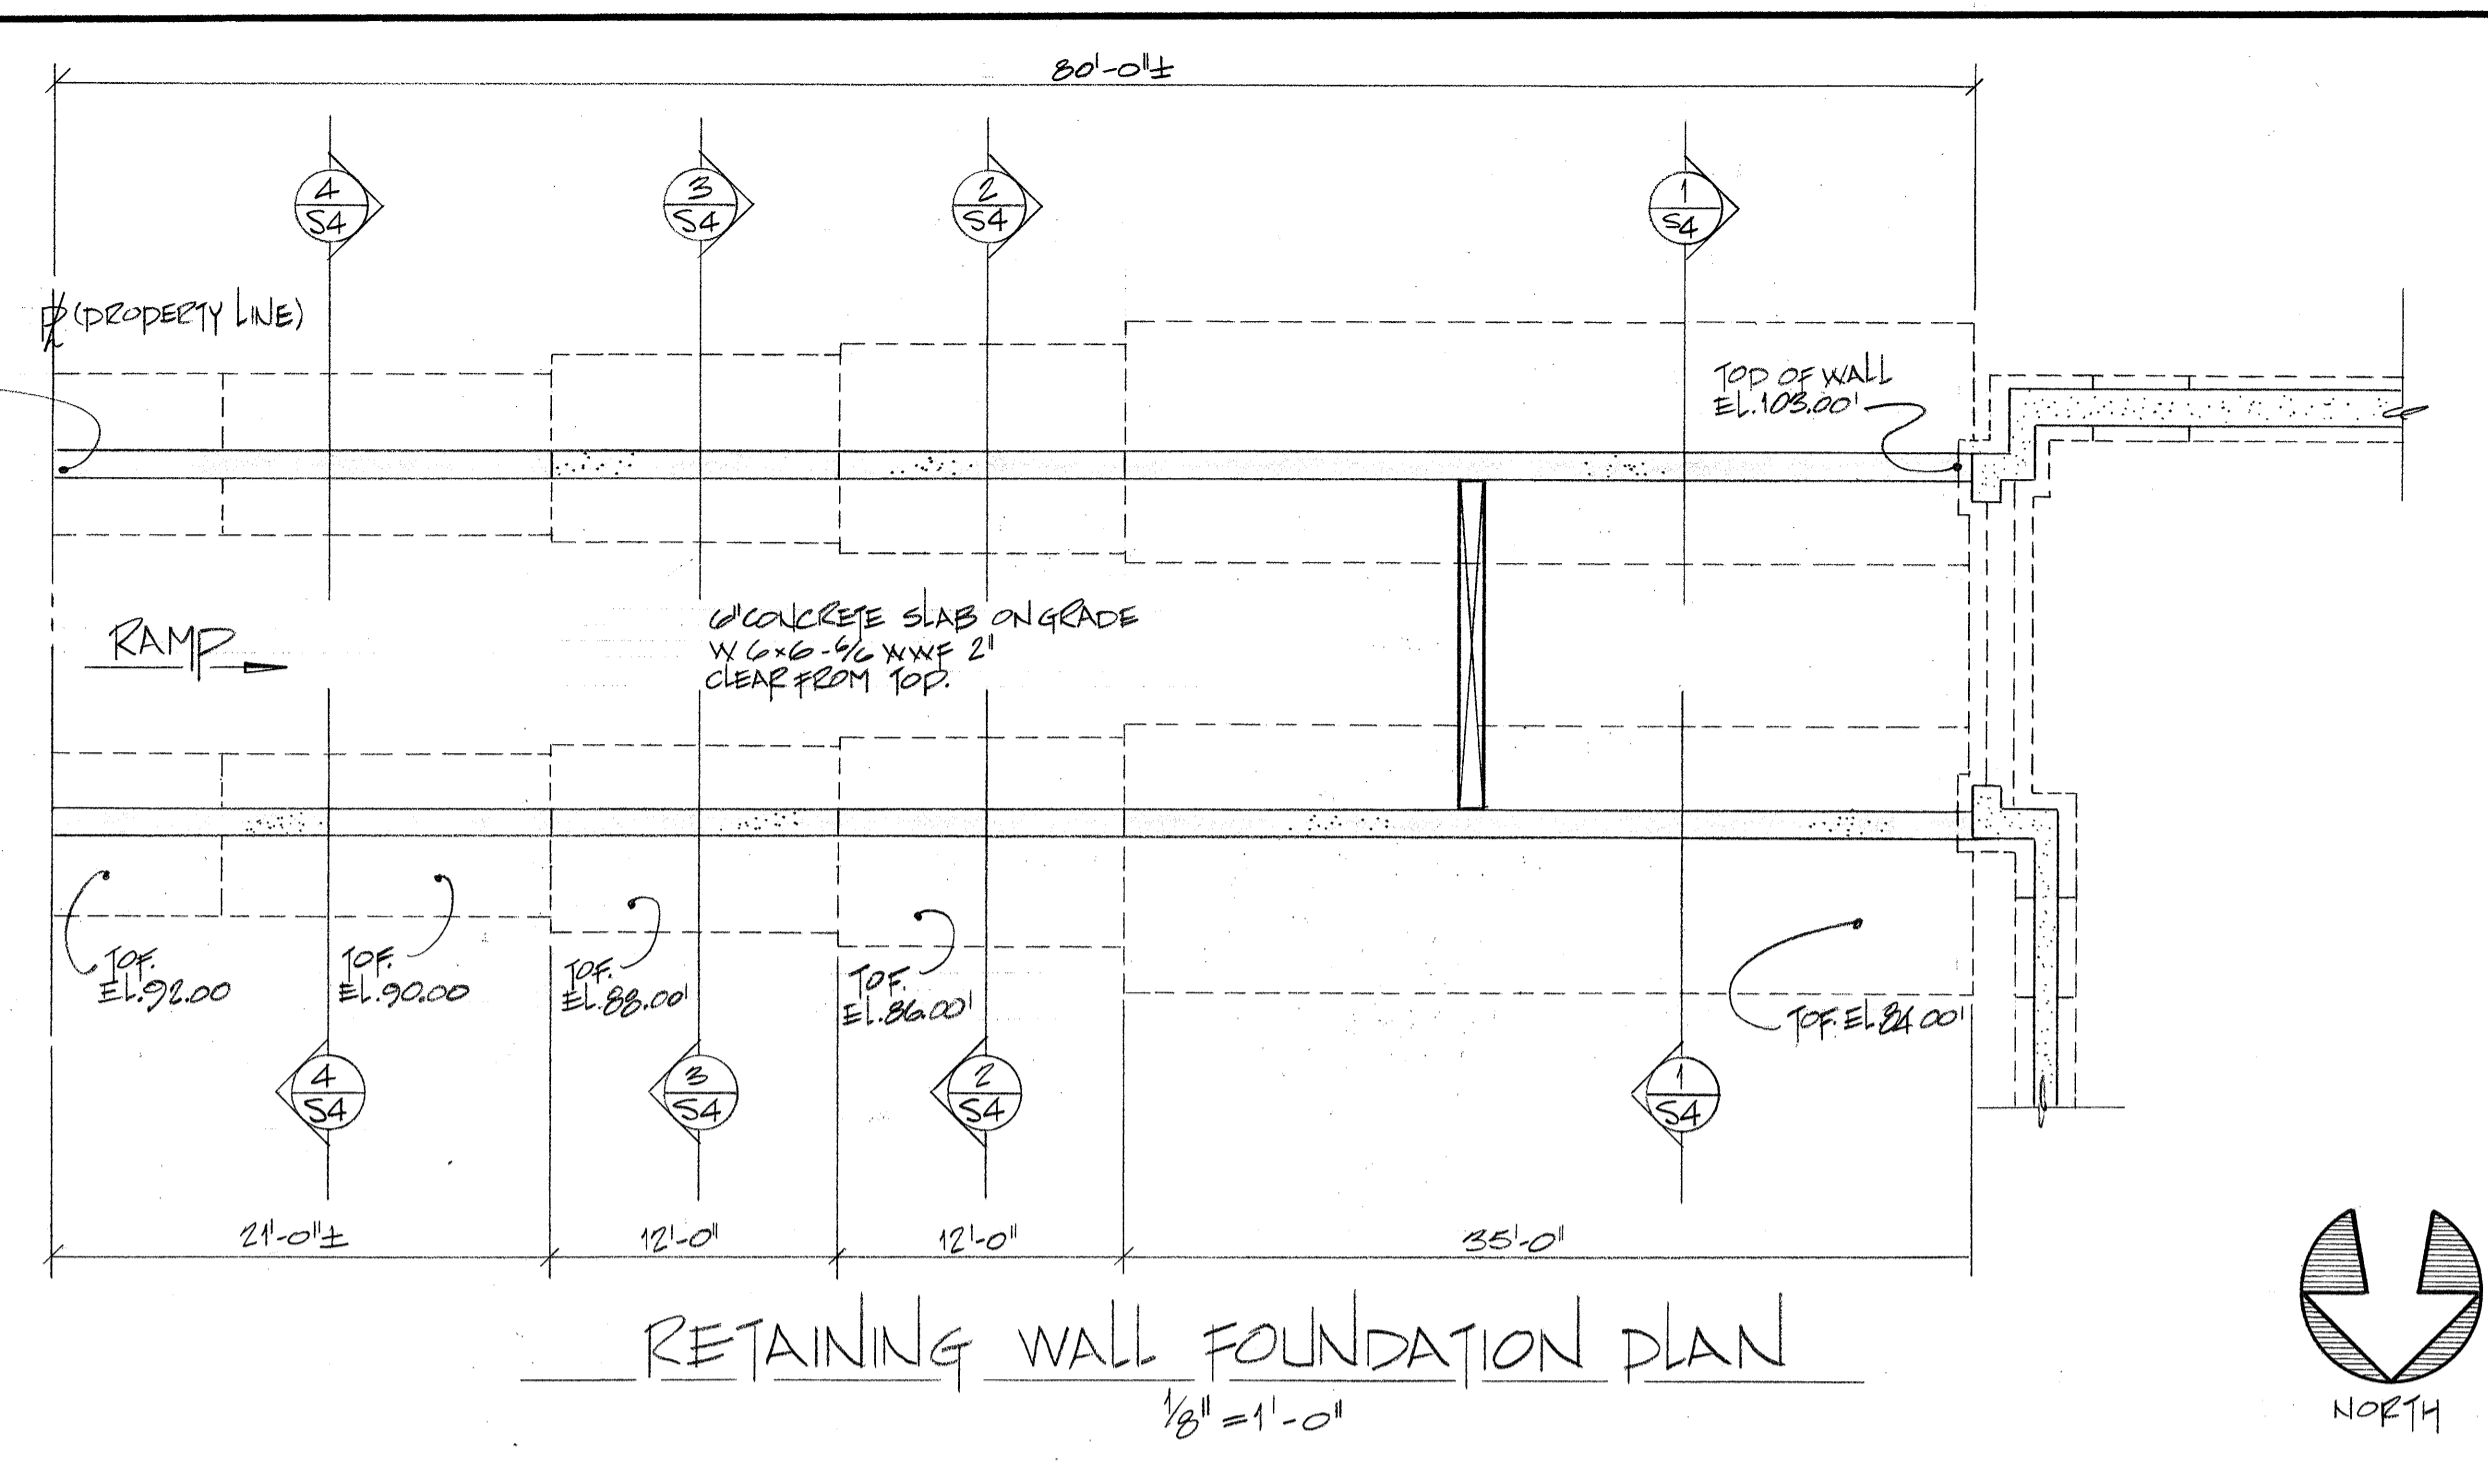 80'-0"±
4
S4
3
S4
2
S4
1
S4
PL (PROPERTY LINE)
TOP OF WALL
EL.103.00'
6" CONCRETE SLAB ON GRADE
W 6x6-6/6 WWF 2"
CLEAR FROM TOP.
RAMP
TOF.
EL.92.00
TOF.
EL.90.00
TOF.
EL.88.00'
TOF.
EL.86.00'
TOF. EL.84.00'
4
S4
3
S4
2
S4
1
S4
21'-0"±
12'-0"
12'-0"
35'-0"
RETAINING WALL FOUNDATION PLAN
1/8" = 1'-0"
NORTH